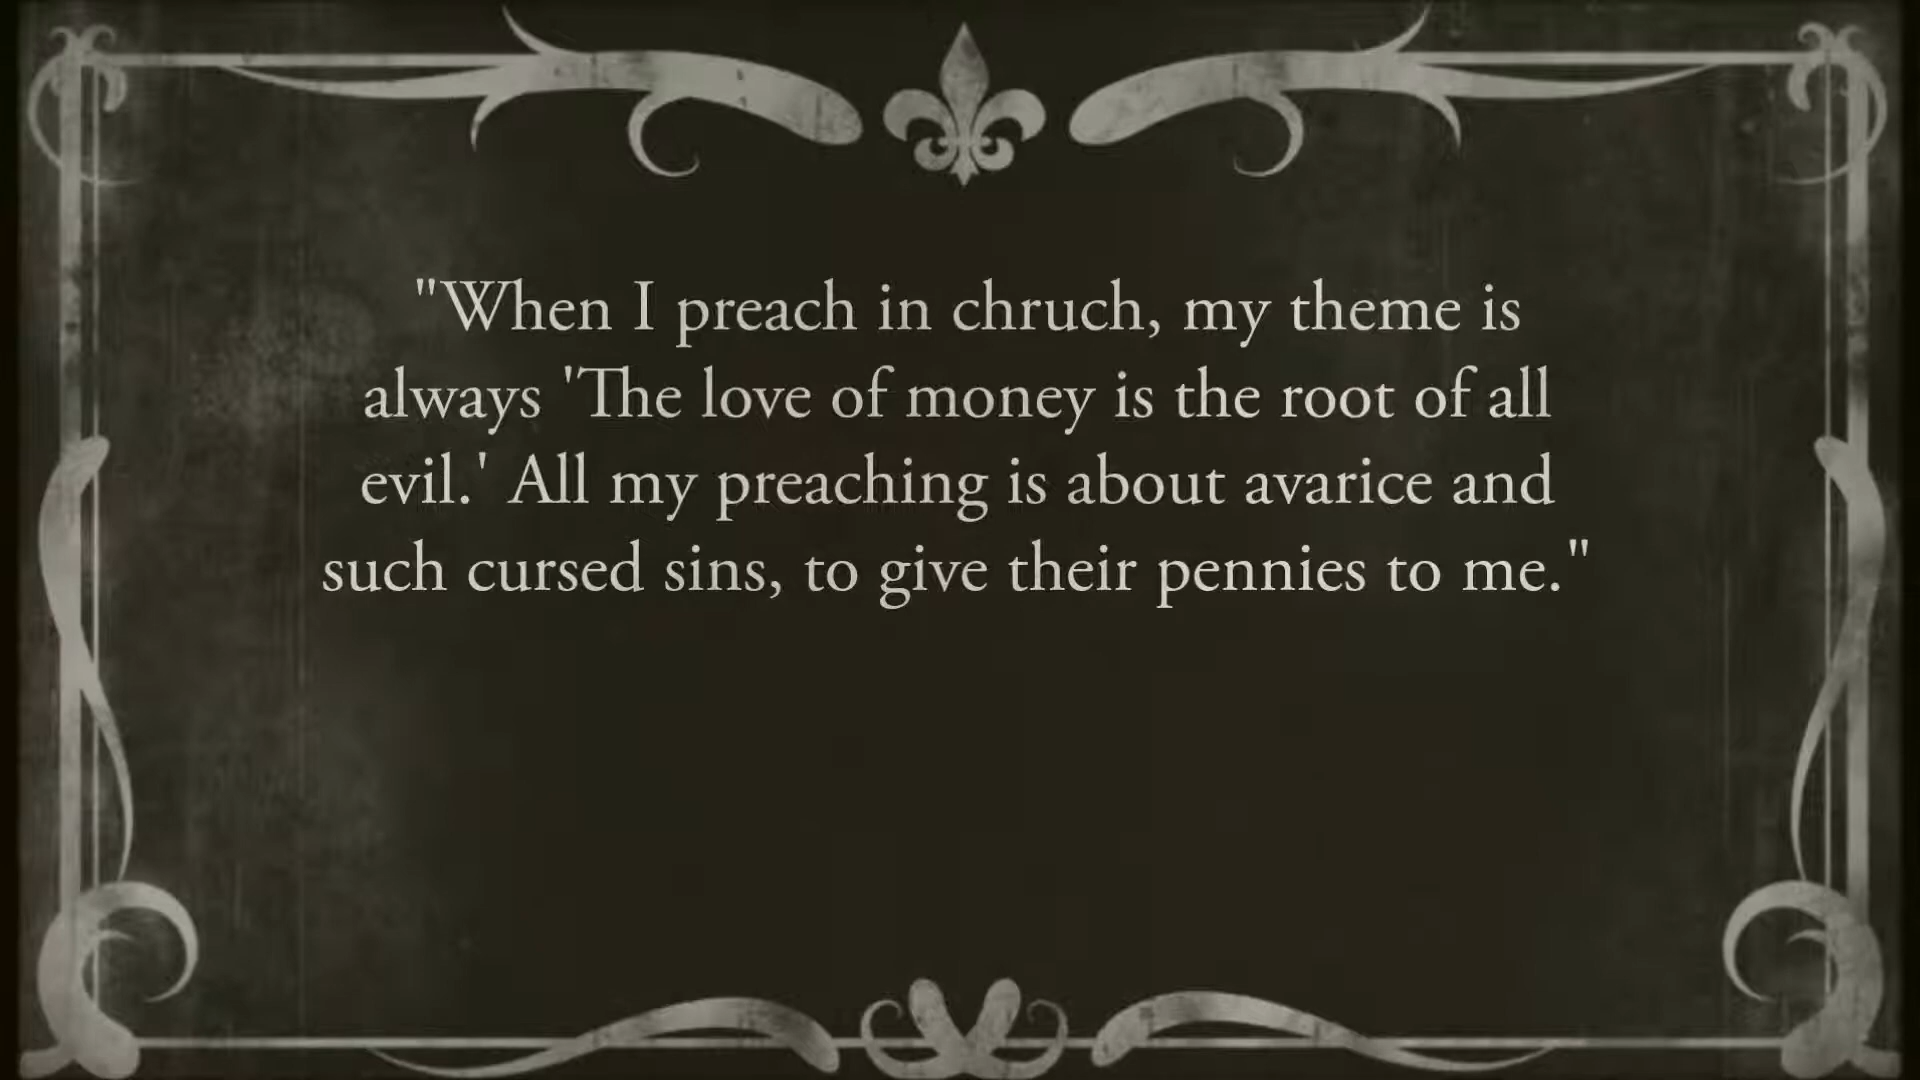 "When I preach in chruch, my theme is
always 'The love of money is the root of all
evil.' All my preaching is about avarice and
such cursed sins, to give their pennies to me."